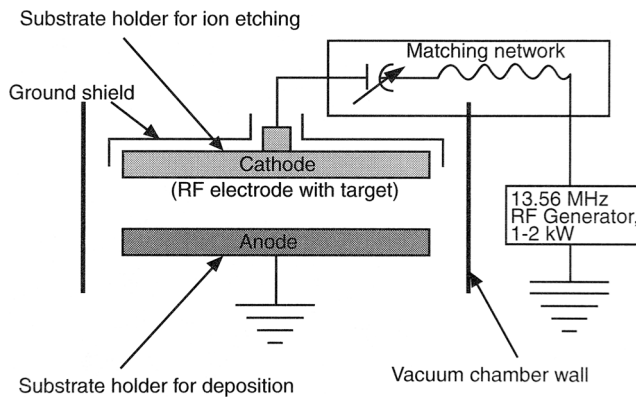 Substrate holder for ion etching
Matching network
Ground shield
Cathode
(RF electrode with target)
13.56 MHz
RF Generator,
1-2 kW
Anode
Vacuum chamber wall
Substrate holder for deposition